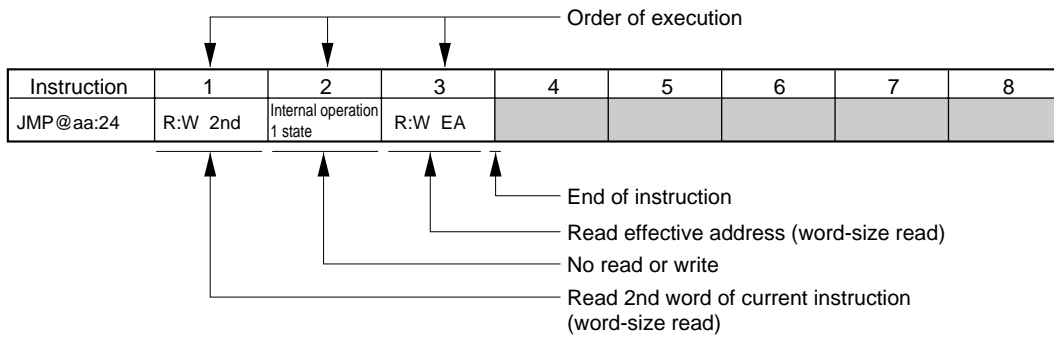 Order of execution
Instruction 1 2 3 4 5 6 7 8
JMP@aa:24 R:W 2nd Internal operation 1 state R:W EA
End of instruction
Read effective address (word-size read)
No read or write
Read 2nd word of current instruction
(word-size read)